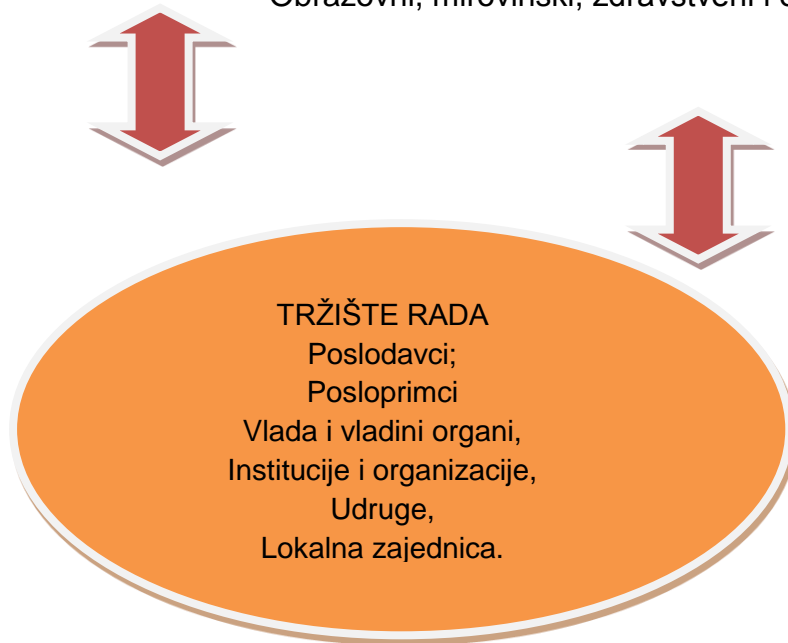 Obrazovni, mirovinski, zdravstveni i
TRŽIŠTE RADA
Poslodavci;
Posloprimci
Vlada i vladini organi,
Institucije i organizacije,
Udruge,
Lokalna zajednica.